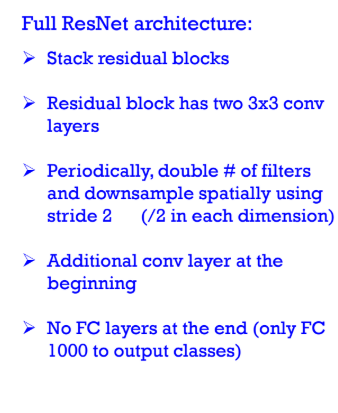 Full ResNet architecture:
➢ Stack residual blocks
➢ Residual block has two 3x3 conv
layers
➢ Periodically, double # of filters
and downsample spatially using
stride 2 (/2 in each dimension)
➢ Additional conv layer at the
beginning
➢ No FC layers at the end (only FC
1000 to output classes)